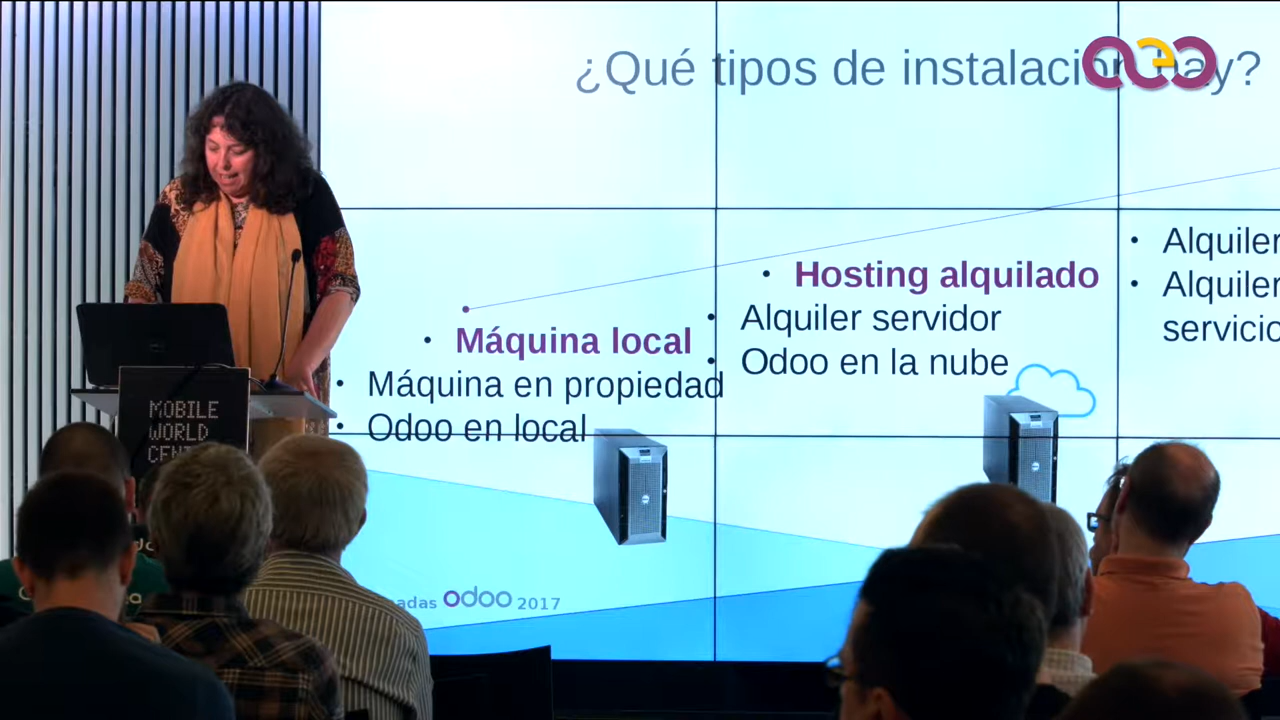 ¿Qué tipos de instalación hay?
aeo
Máquina local
Máquina en propiedad
Odoo en local
Hosting alquilado
Alquiler servidor
Odoo en la nube
Alquiler
Alquiler
servicio
MOBILE
WORLD
odoo 2017